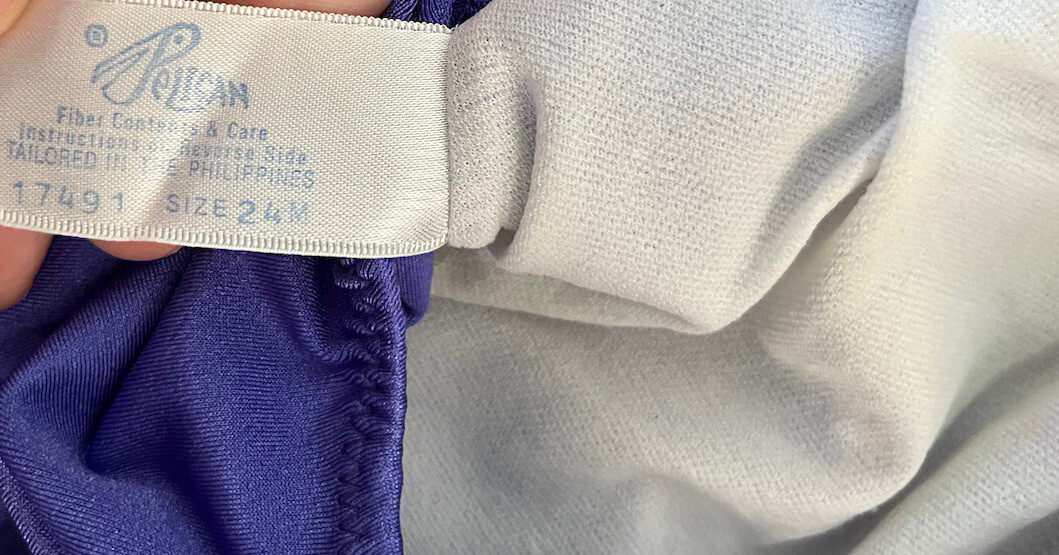 PELICAN
Fiber Contents & Care
Instructions on Reverse Side
TAILORED IN THE PHILIPPINES
17491 SIZE 24M